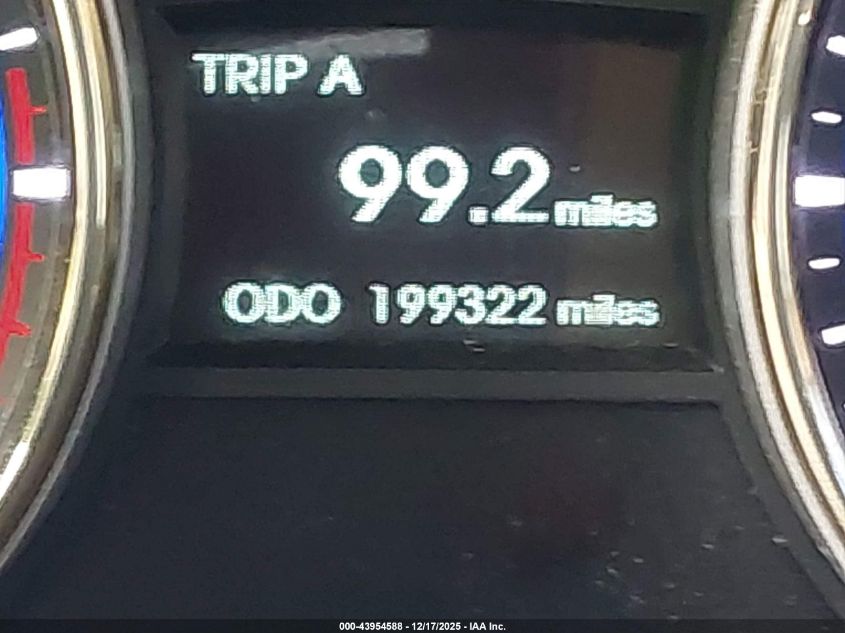 TRIP A
99.2 miles
ODO 199322 miles
000-43954588 - 12/17/2025 - IAA Inc.